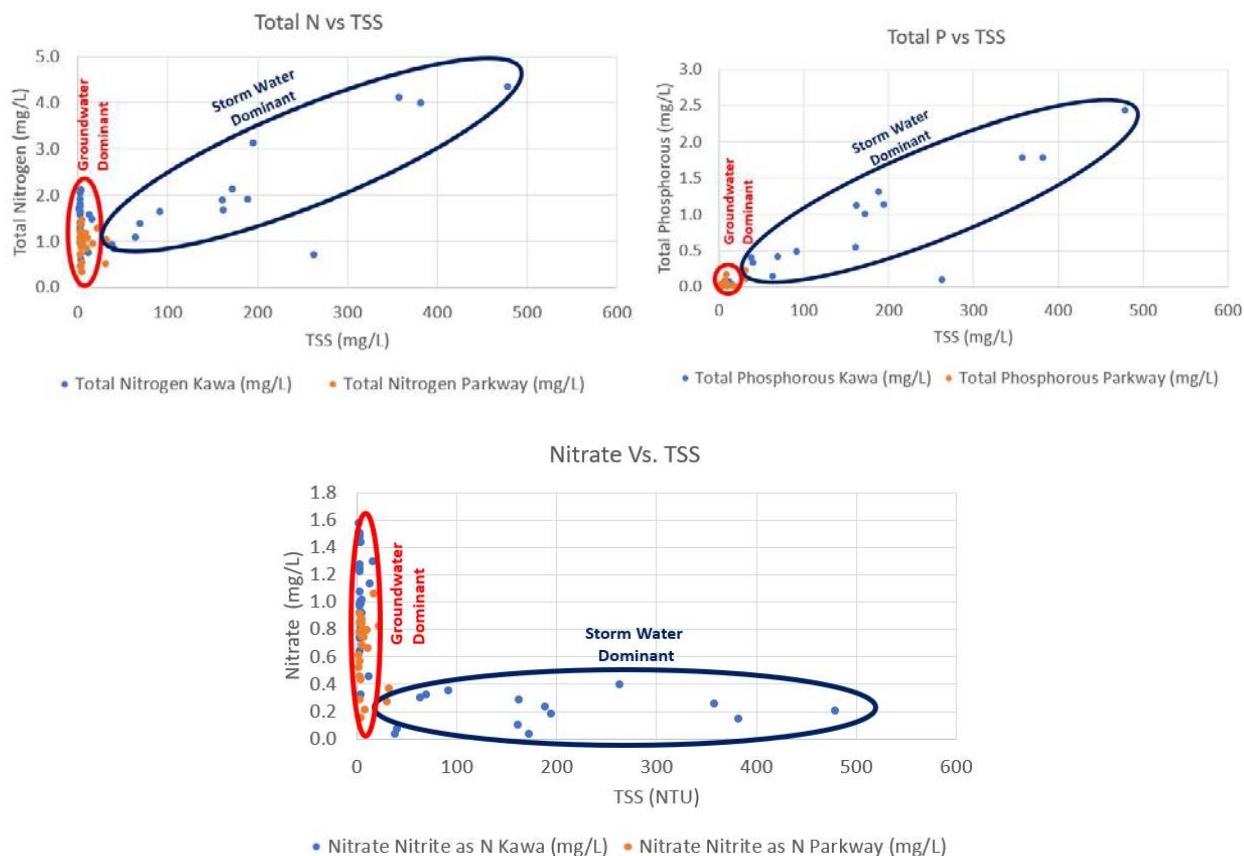 Total N vs TSS
Total Nitrogen (mg/L)
5.0
4.0
3.0
2.0
1.0
0.0
Groundwater
Dominant
Storm Water
Dominant
0 100 200 300 400 500 600
TSS (mg/L)
Total Nitrogen Kawa (mg/L) Total Nitrogen Parkway (mg/L)
Total P vs TSS
Total Phosphorous (mg/L)
3.0
2.5
2.0
1.5
1.0
0.5
0.0
Groundwater
Dominant
Storm Water
Dominant
0 100 200 300 400 500 600
TSS (mg/L)
Total Phosphorous Kawa (mg/L) Total Phosphorous Parkway (mg/L)
Nitrate Vs. TSS
Nitrate (mg/L)
1.8
1.6
1.4
1.2
1.0
0.8
0.6
0.4
0.2
0.0
Groundwater
Dominant
Storm Water
Dominant
0 100 200 300 400 500 600
TSS (NTU)
Nitrate Nitrite as N Kawa (mg/L) Nitrate Nitrite as N Parkway (mg/L)